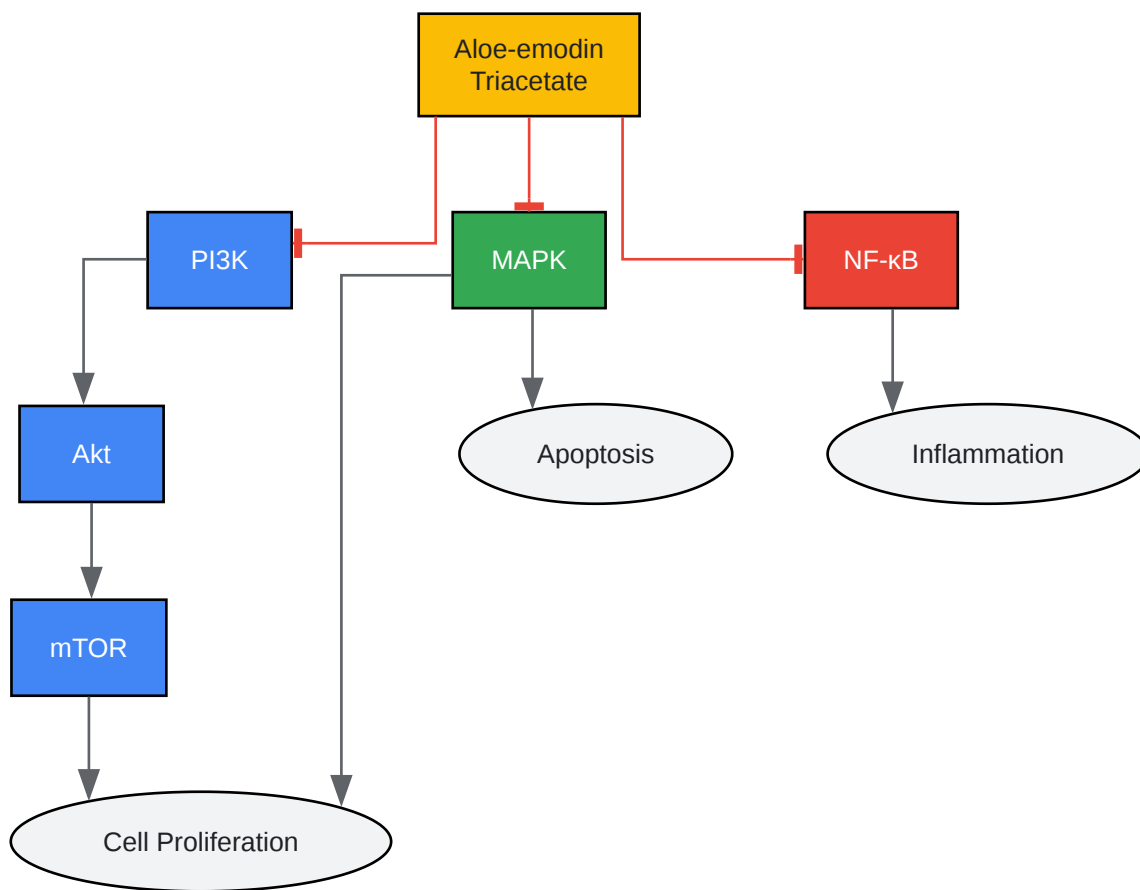 Aloe-emodin
Triacetate
PI3K
MAPK
NF-κB
Akt
Apoptosis
Inflammation
mTOR
Cell Proliferation